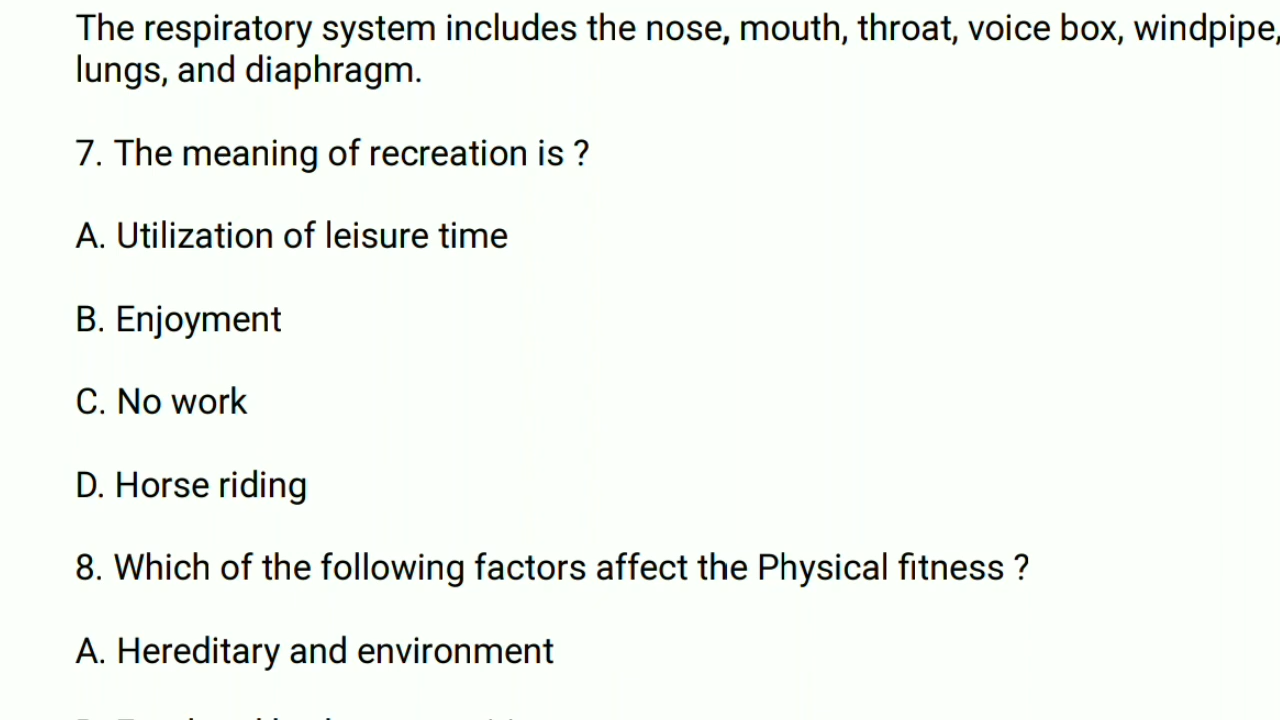 The respiratory system includes the nose, mouth, throat, voice box, windpipe,
lungs, and diaphragm.
7. The meaning of recreation is ?
A. Utilization of leisure time
B. Enjoyment
C. No work
D. Horse riding
8. Which of the following factors affect the Physical fitness ?
A. Hereditary and environment